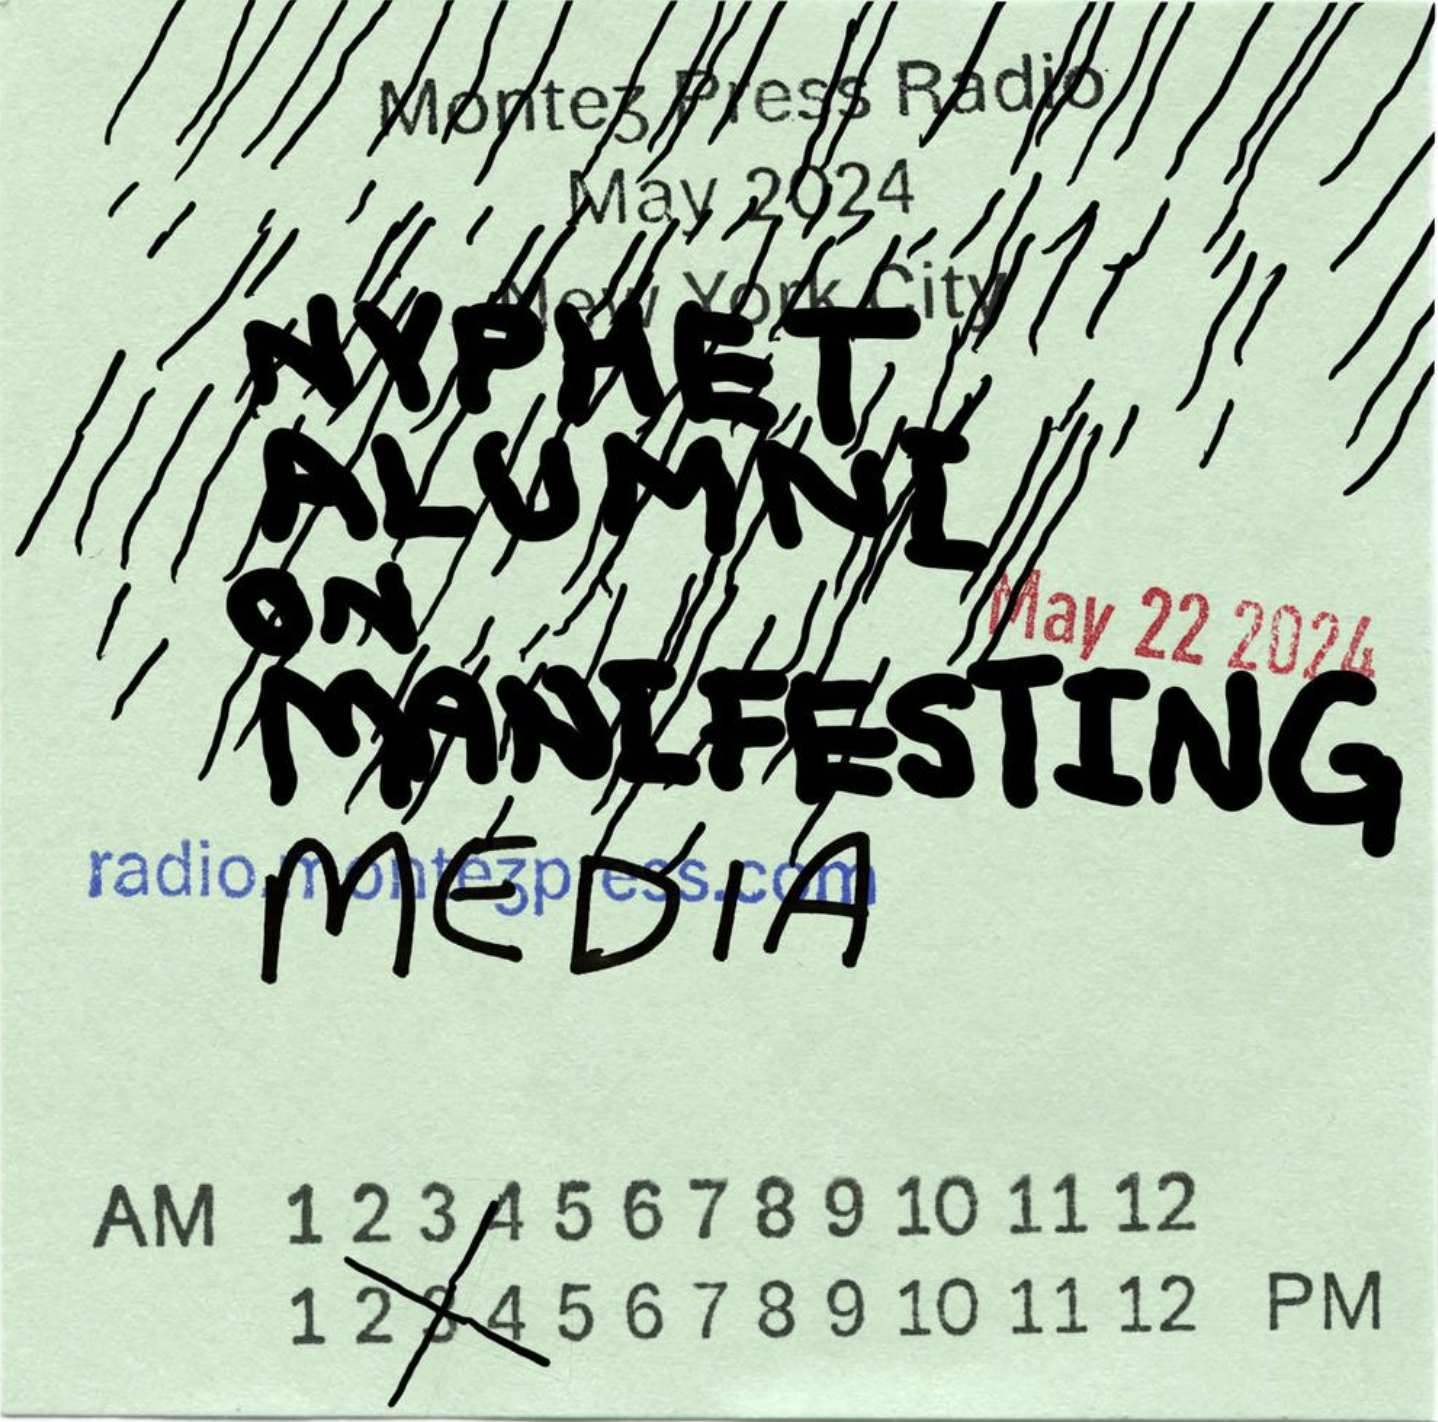 Montez Press Radio
May 2024
New York City
NYPHET
ALUMNI
ON
May 22 2024
MANIFESTING
MEDIA
radio.montezpress.com
AM 1 2 3 4 5 6 7 8 9 10 11 12
1 2 3 4 5 6 7 8 9 10 11 12 PM